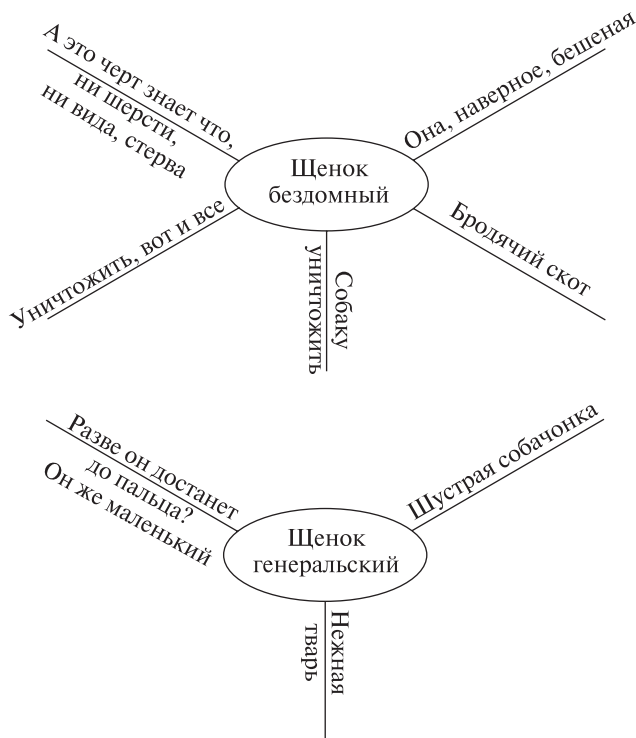 А это черт знает что,
ни шерсти,
ни вида, стерва
Она, наверное, бешеная
Щенок
бездомный
Уничтожить, вот и все
Бродячий скот
Собаку
уничтожить
Разве он достанет
до пальца?
Он же маленький
Шустрая собачонка
Щенок
генеральский
Нежная
тварь